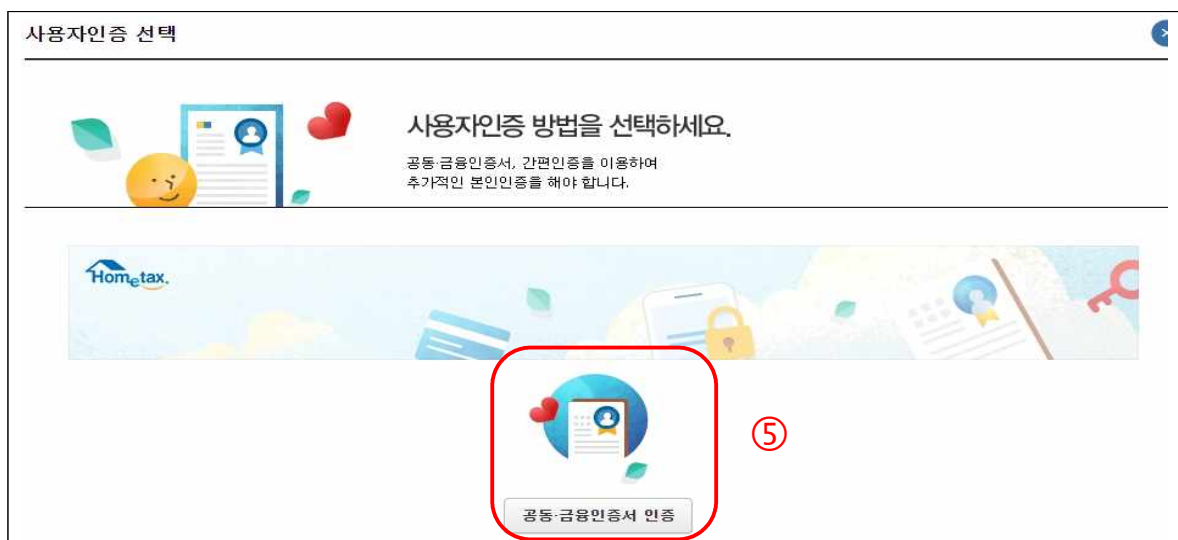 사용자인증 선택
사용자인증 방법을 선택하세요.
공동·금융인증서, 간편인증을 이용하여
추가적인 본인인증을 해야 합니다.
Hometax.
⑤
공동·금융인증서 인증